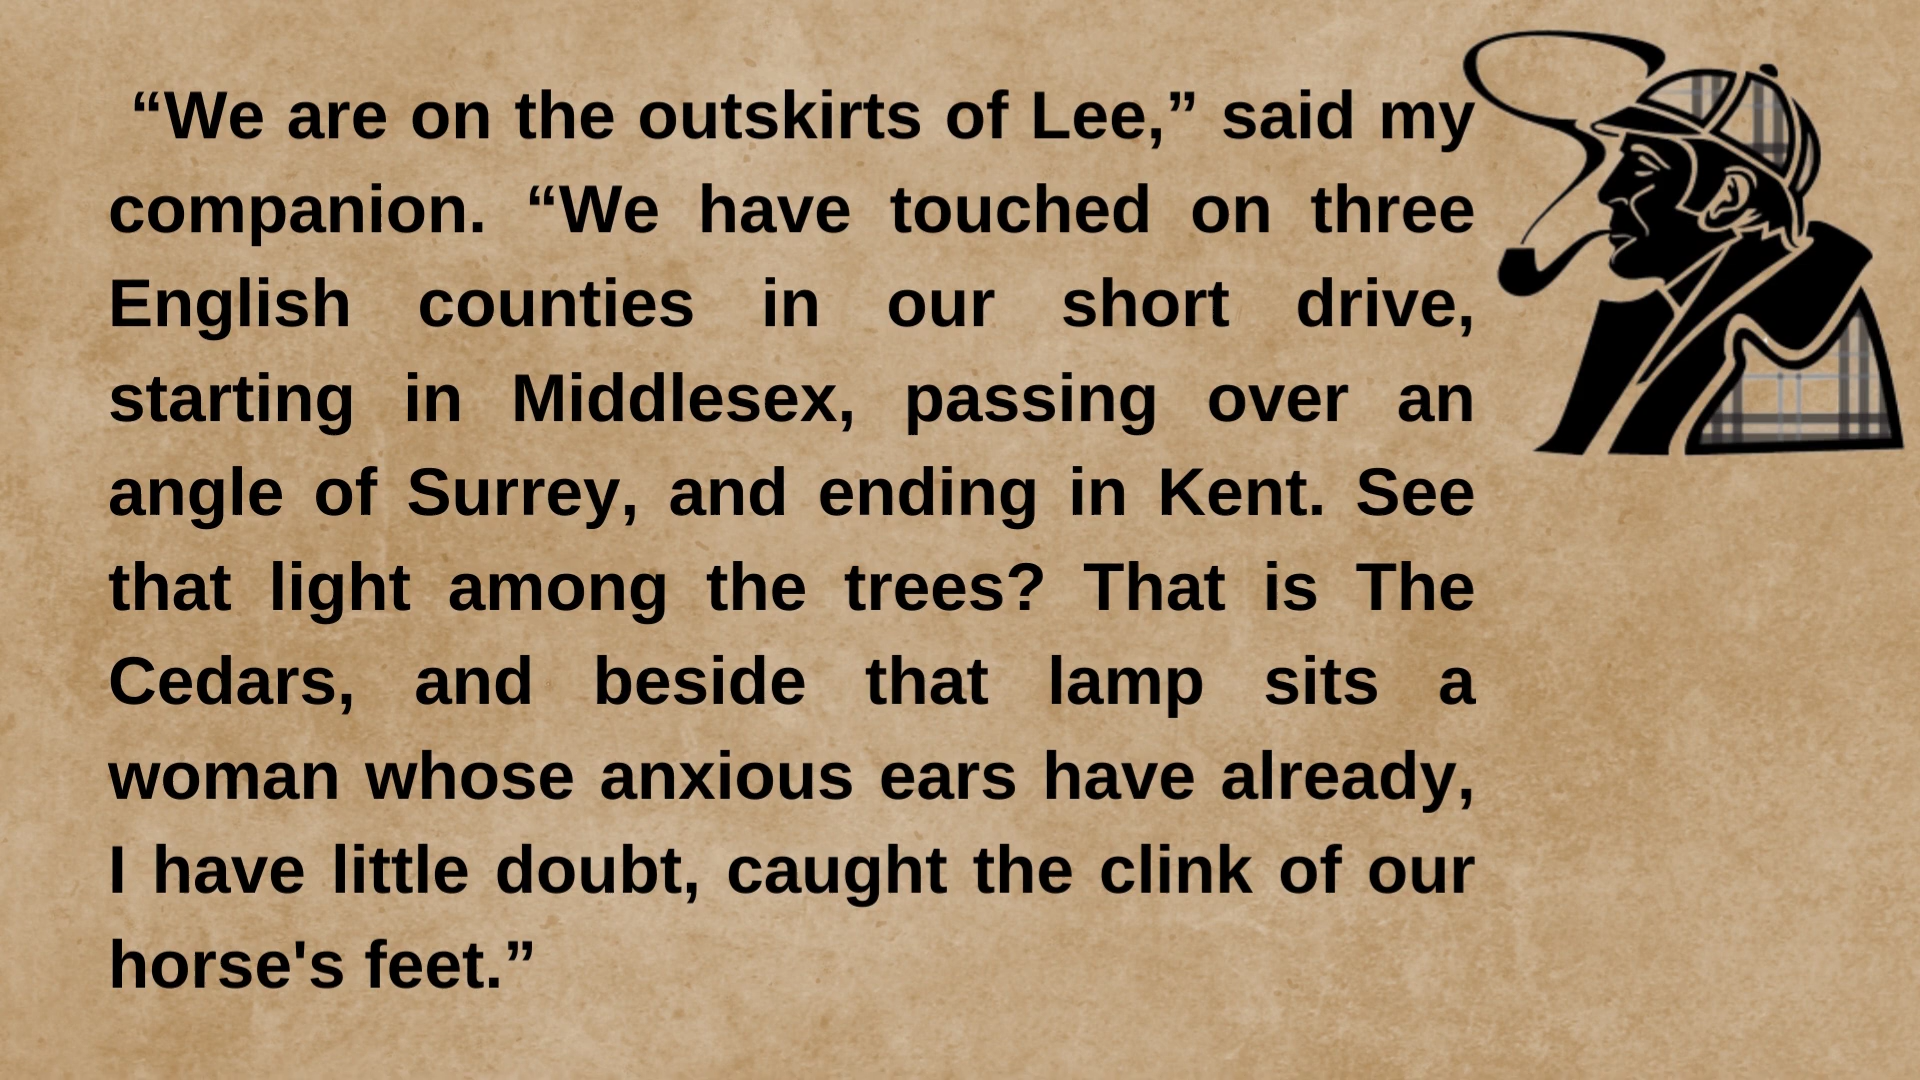 “We are on the outskirts of Lee,” said my
companion. “We have touched on three
English counties in our short drive,
starting in Middlesex, passing over an
angle of Surrey, and ending in Kent. See
that light among the trees? That is The
Cedars, and beside that lamp sits a
woman whose anxious ears have already,
I have little doubt, caught the clink of our
horse's feet.”